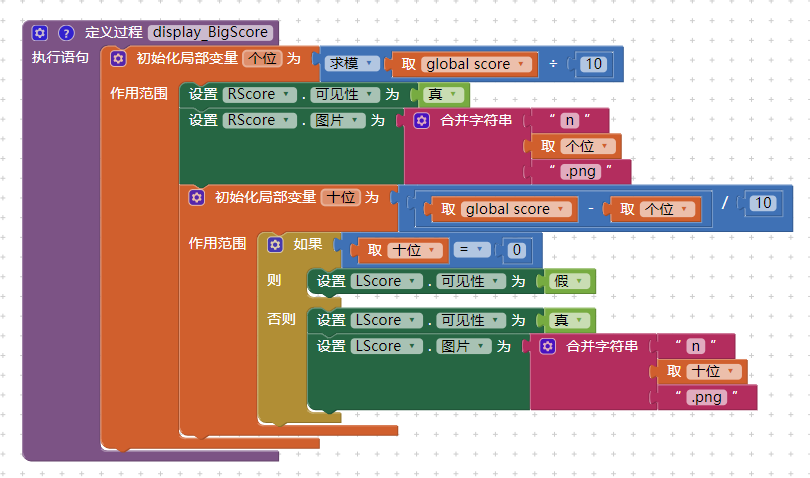 定义过程 display_BigScore
执行语句 初始化局部变量 个位 为 求模 取 global score ÷ 10
作用范围 设置 RScore . 可见性 为 真
设置 RScore . 图片 为 合并字符串 “ n ”
取 个位
“ .png ”
初始化局部变量 十位 为 取 global score - 取 个位 / 10
作用范围 如果 取 十位 = 0
则 设置 LScore . 可见性 为 假
否则 设置 LScore . 可见性 为 真
设置 LScore . 图片 为 合并字符串 “ n ”
取 十位
“ .png ”